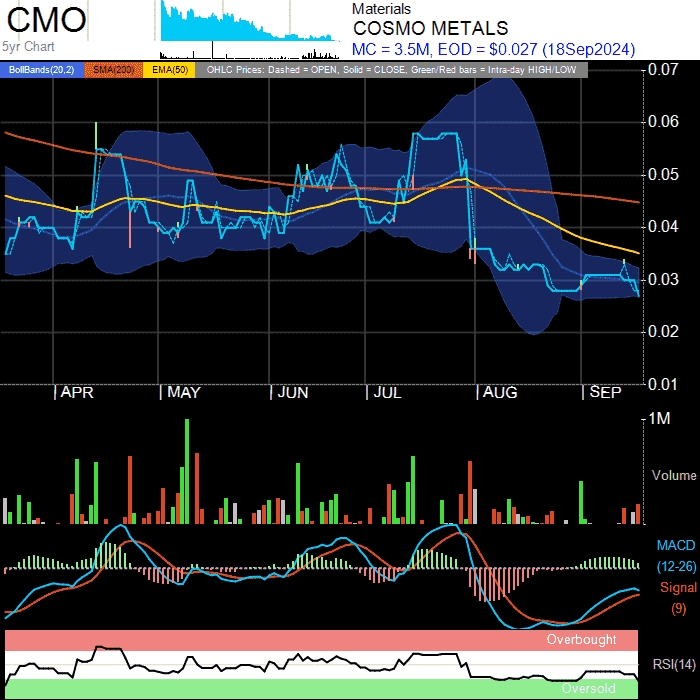 CMO
5yr Chart
Materials
COSMO METALS
MC = 3.5M, EOD = $0.027 (18Sep2024)
BollBands(20,2) SMA(200) EMA(50) OHLC Prices: Dashed = OPEN, Solid = CLOSE, Green/Red bars = Intra-day HIGH/LOW
0.07
0.06
0.05
0.04
0.03
0.02
0.01
APR MAY JUN JUL AUG SEP
1M
Volume
MACD
(12-26)
Signal
(9)
Overbought
RSI(14)
Oversold